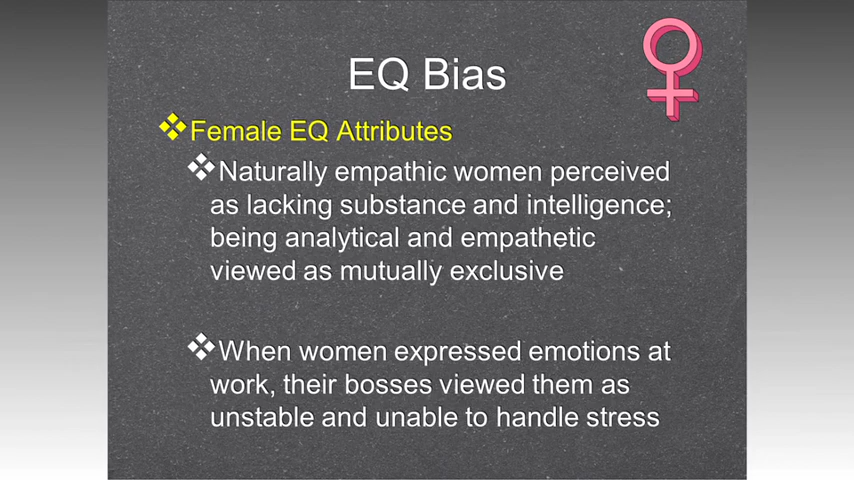 EQ Bias
Female EQ Attributes
Naturally empathic women perceived
as lacking substance and intelligence;
being analytical and empathetic
viewed as mutually exclusive
When women expressed emotions at
work, their bosses viewed them as
unstable and unable to handle stress